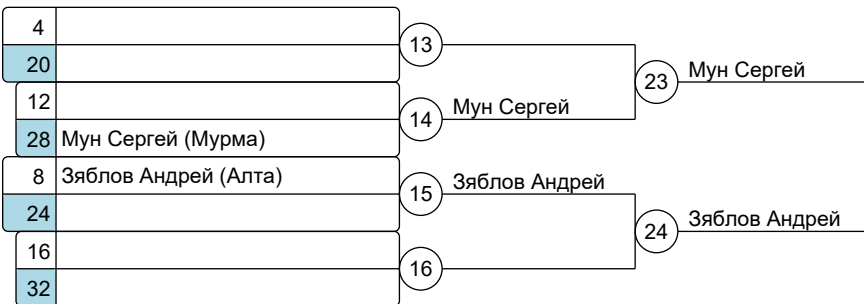 4
13
20
23 Мун Сергей
12
14 Мун Сергей
28 Мун Сергей (Мурма)
8 Зяблов Андрей (Алта)
15 Зяблов Андрей
24
24 Зяблов Андрей
16
16
32